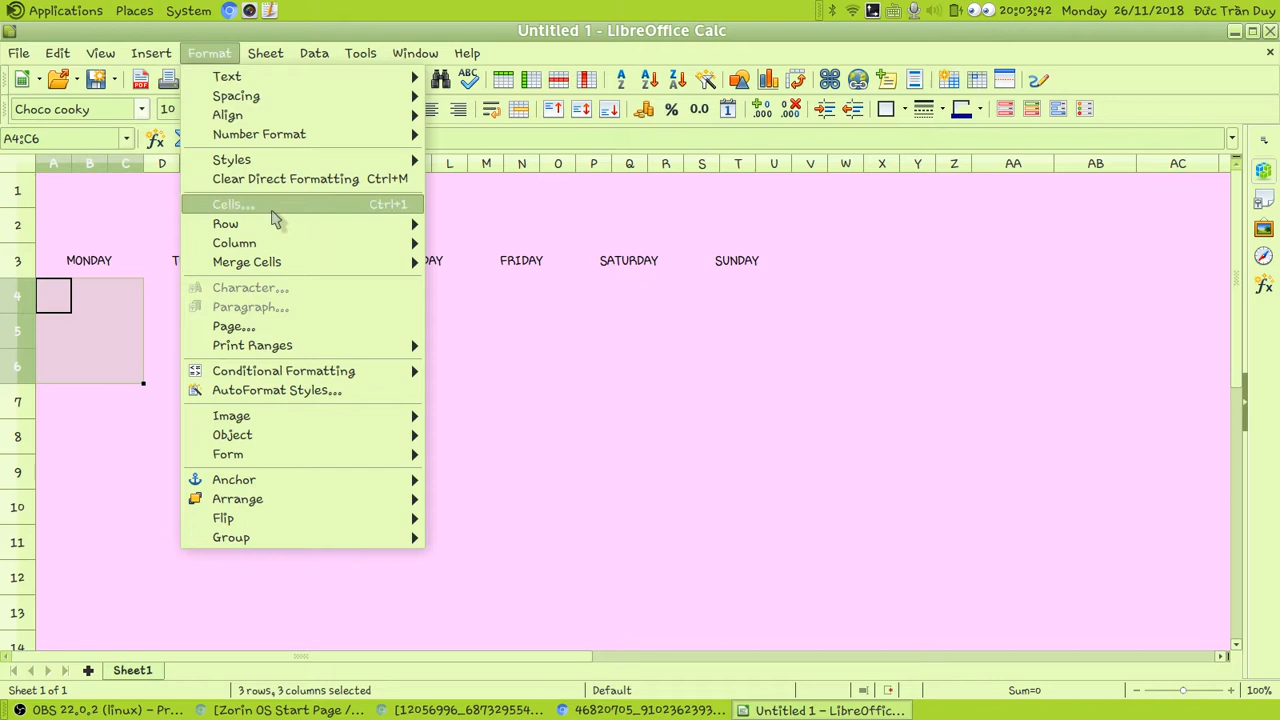 Applications Places System 20:03:42 Monday 26/11/2018 Đức Trần Duy
Untitled 1 - LibreOffice Calc
File Edit View Insert Format Sheet Data Tools Window Help
Choco cooky 10 % 0.0
A4:C6
A B C D L M N O P Q R S T U V W X Y Z AA AB AC
1
2
3 MONDAY T DAY FRIDAY SATURDAY SUNDAY
4
5
6
7
8
9
10
11
12
13
14
Text
Spacing
Align
Number Format
Styles
Clear Direct Formatting Ctrl+M
Cells... Ctrl+1
Row
Column
Merge Cells
Character...
Paragraph...
Page...
Print Ranges
Conditional Formatting
AutoFormat Styles...
Image
Object
Form
Anchor
Arrange
Flip
Group
Sheet1
Sheet 1 of 1 3 rows, 3 columns selected Default Sum=0 100%
OBS 22.0.2 (linux) - Pr... [Zorin OS Start Page /... [12056996_687329554... 46820705_9102362393... Untitled 1 - LibreOffic...